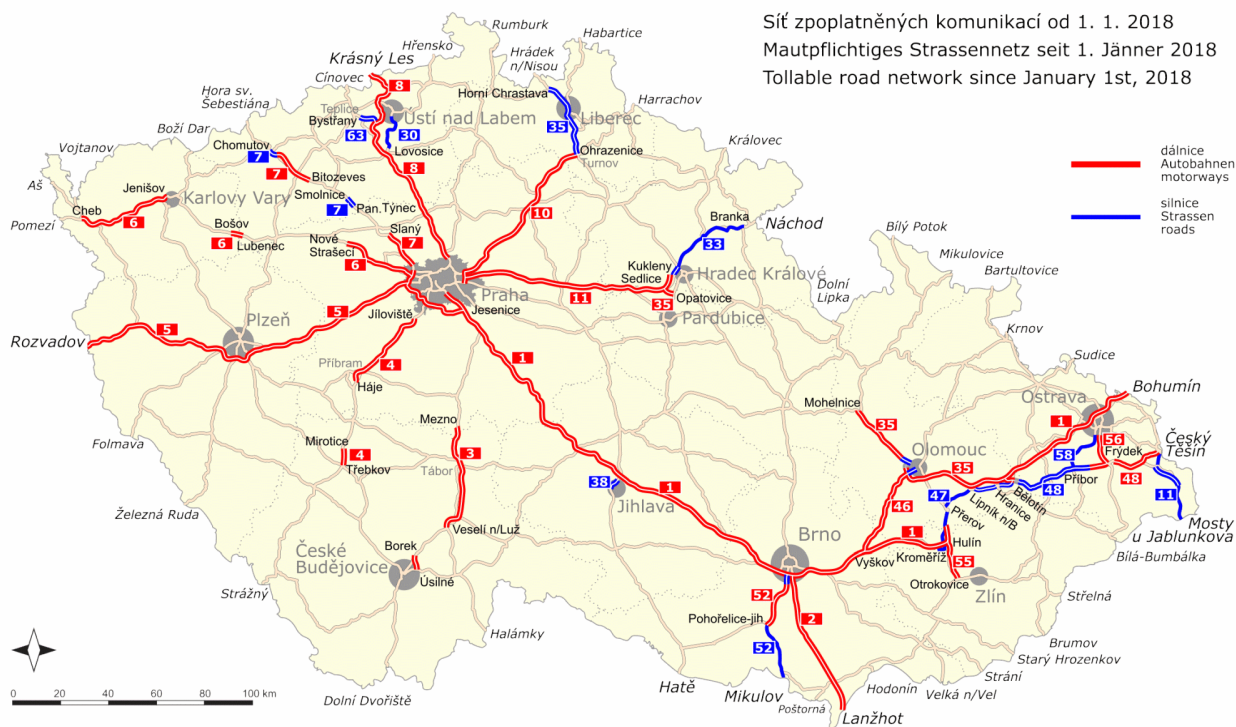 Síť zpoplatněných komunikací od 1. 1. 2018
Mautpflichtiges Strassennetz seit 1. Jänner 2018
Tollable road network since January 1st, 2018
dálnice
Autobahnen
motorways
silnice
Strassen
roads
Rumburk
Hřensko
Hrádek
n/Nisou
Habartice
Krásný Les
Cínovec
8
Horní Chrastava
Harrachov
Hora sv.
Šebestiána
Teplice
Bystřany
Ústí nad Labem
63
30
Lovosice
35
Liberec
Ohrazenice
Turnov
Královec
Boží Dar
Chomutov
7
7
Bitozeves
8
Vojtanov
Aš
Jenišov
Karlovy Vary
Smolnice
7
Pan.Týnec
Cheb
6
Pomezí
Bošov
6
Lubenec
Nové
Strašecí
6
Slaný
7
10
Branka
Náchod
33
Bílý Potok
Mikulovice
Bartultovice
Kukleny
Sedlice
Hradec Králové
11
35
Opatovice
Pardubice
Dolní
Lipka
Praha
Jesenice
Jíloviště
Krnov
Sudice
Rozvadov
5
Plzeň
5
Příbram
4
Háje
1
Bohumín
Mohelnice
35
Ostrava
1
56
Český
Těšín
Folmava
Mezno
Mirotice
4
Třebkov
Tábor
3
Olomouc
35
58
Frýdek
Příbor
48
48
11
38
Jihlava
1
46
47
Lipník n/B
Hranice
Bělotín
Přerov
Železná Ruda
Veselí n/Luž
Borek
České
Budějovice
Úsilné
Brno
1
Vyškov
Kroměříž
Hulín
55
Otrokovice
Zlín
Mosty
u Jablunkova
Bílá-Bumbálka
Strážný
Střelná
52
Pohořelice-jih
2
52
Halámky
Brumov
Starý Hrozenkov
Strání
Velká n/Vel
Hodonín
Hatě
Mikulov
Poštorná
Lanžhot
Dolní Dvořiště
0 20 40 60 80 100 km